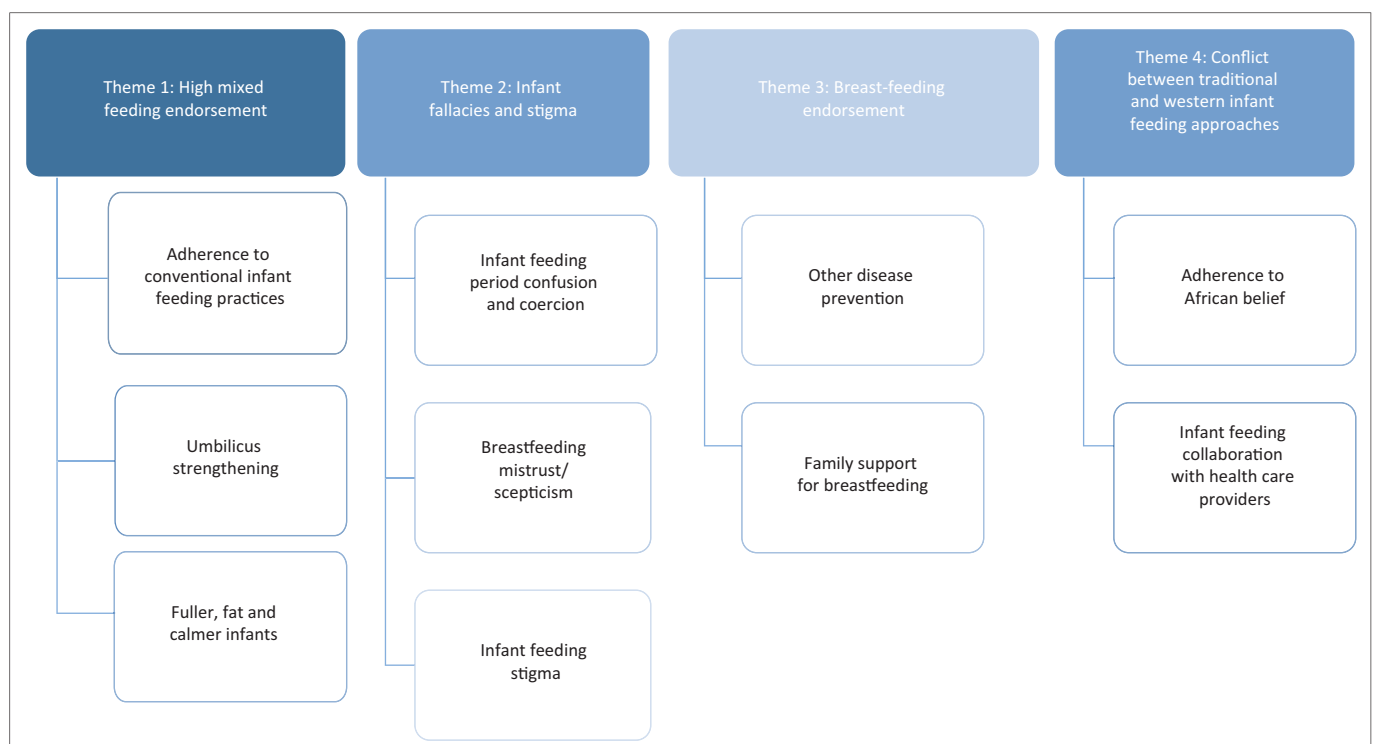 Theme 1: High mixed
feeding endorsement
Adherence to
conventional infant
feeding practices
Umbilicus
strengthening
Fuller, fat and
calmer infants
Theme 2: Infant
fallacies and stigma
Infant feeding
period confusion
and coercion
Breastfeeding
mistrust/
scepticism
Infant feeding
stigma
Theme 3: Breast-feeding
endorsement
Other disease
prevention
Family support
for breastfeeding
Theme 4: Conflict
between traditional
and western infant
feeding approaches
Adherence to
African belief
Infant feeding
collaboration
with health care
providers